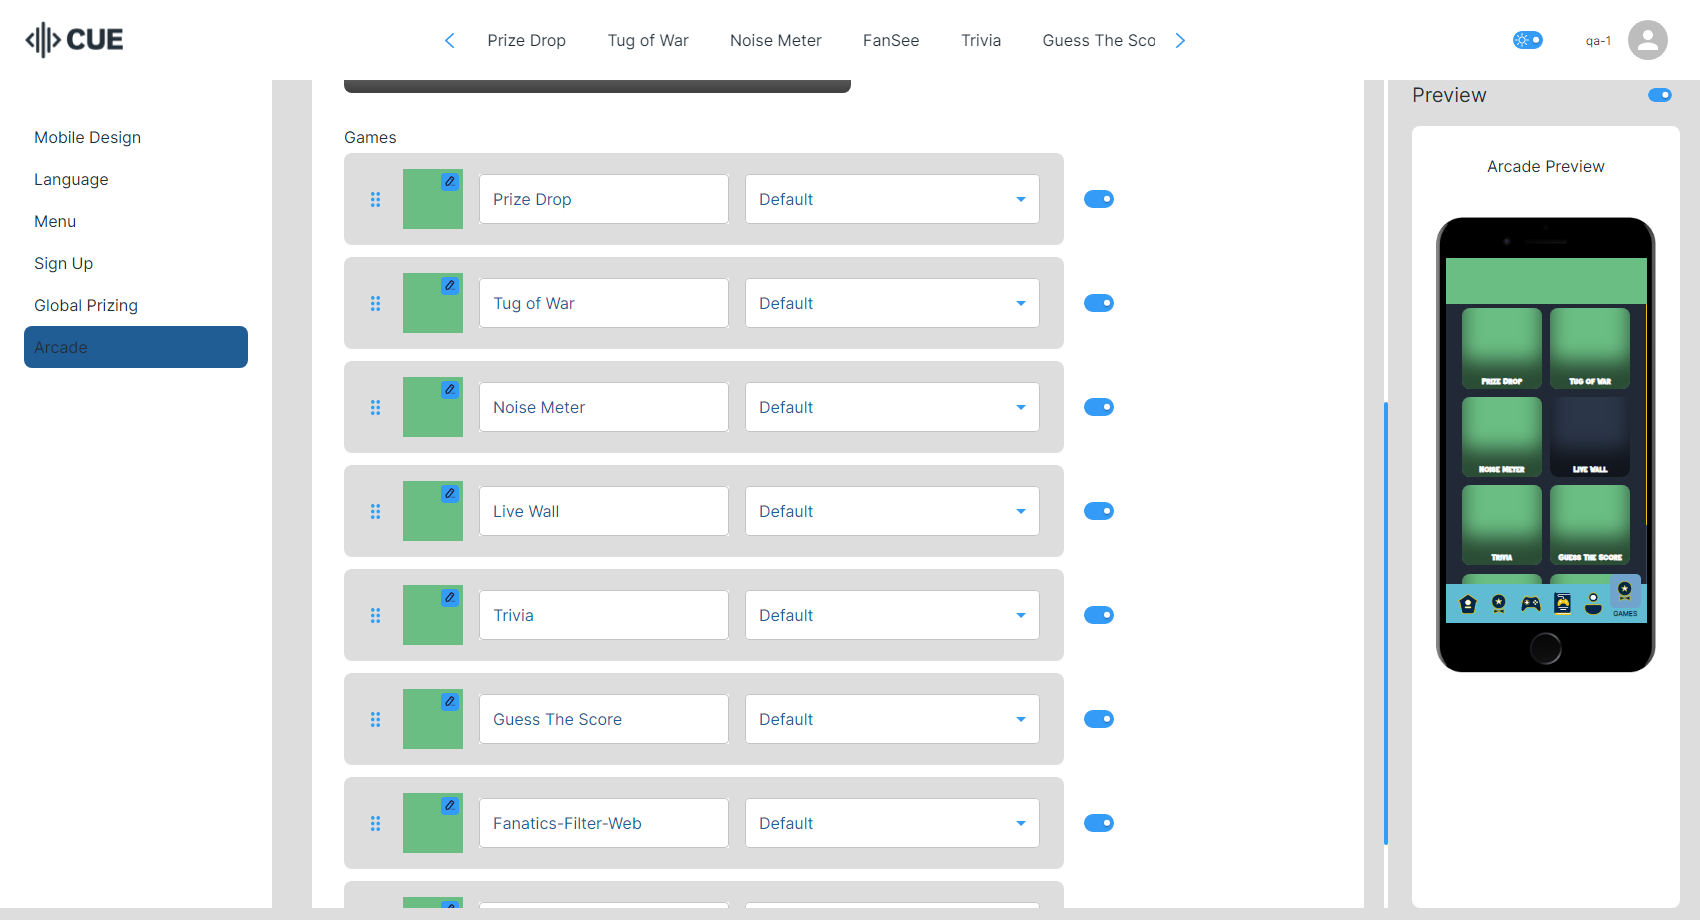 CUE
Prize Drop
Tug of War
Noise Meter
FanSee
Trivia
Guess The Sco
qa-1
Mobile Design
Language
Menu
Sign Up
Global Prizing
Arcade
Games
Prize Drop
Default
Tug of War
Default
Noise Meter
Default
Live Wall
Default
Trivia
Default
Guess The Score
Default
Fanatics-Filter-Web
Default
Preview
Arcade Preview
Prize Drop
Tug of War
Noise Meter
Live Wall
Trivia
Guess The Score
GAMES